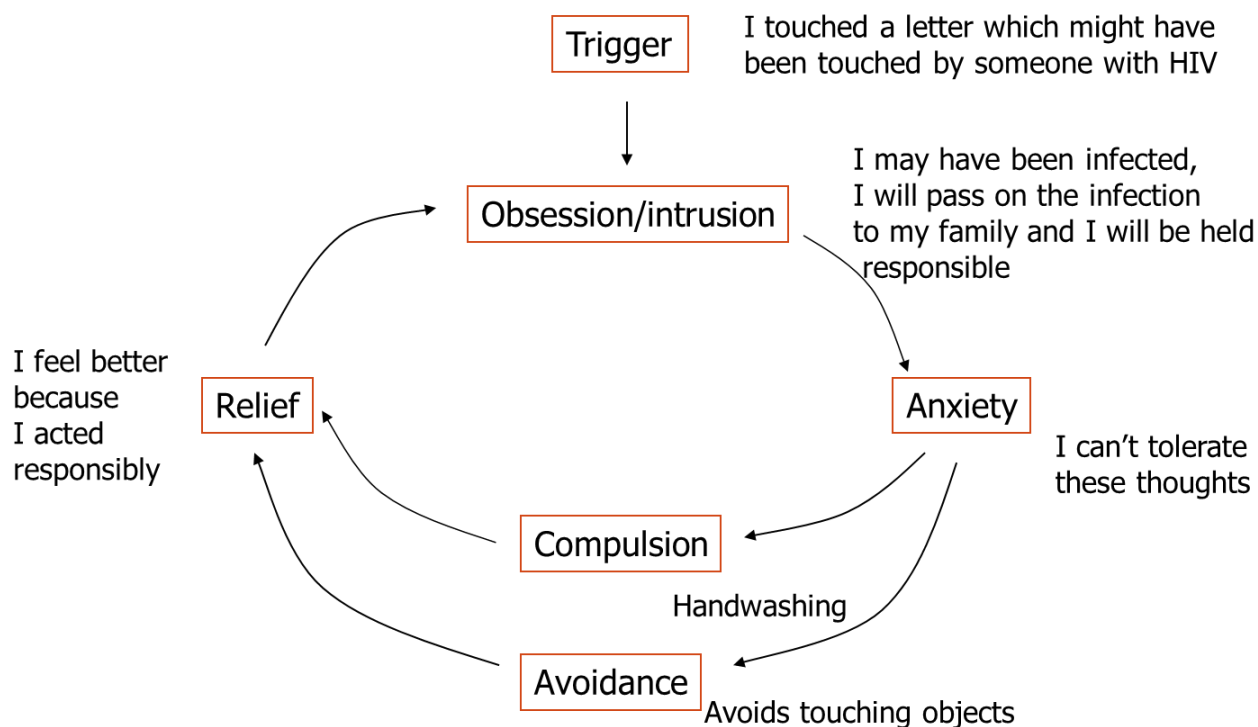 Trigger
I touched a letter which might have
been touched by someone with HIV
Obsession/intrusion
I may have been infected,
I will pass on the infection
to my family and I will be held
responsible
Anxiety
I can’t tolerate
these thoughts
Compulsion
Handwashing
Avoidance
Avoids touching objects
Relief
I feel better
because
I acted
responsibly